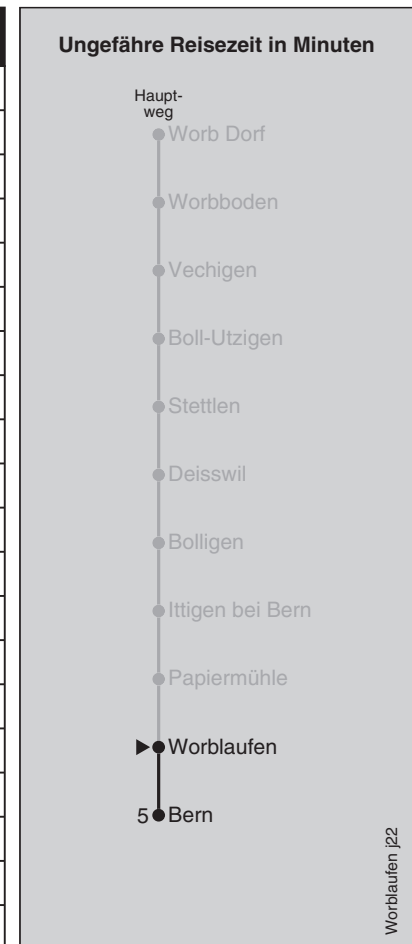 Ungefähre Reisezeit in Minuten
Haupt-
weg
Worb Dorf
Worbboden
Vechigen
Boll-Utzigen
Stettlen
Deisswil
Bolligen
Ittigen bei Bern
Papiermühle
Worblaufen
5 Bern
Worblaufen j22